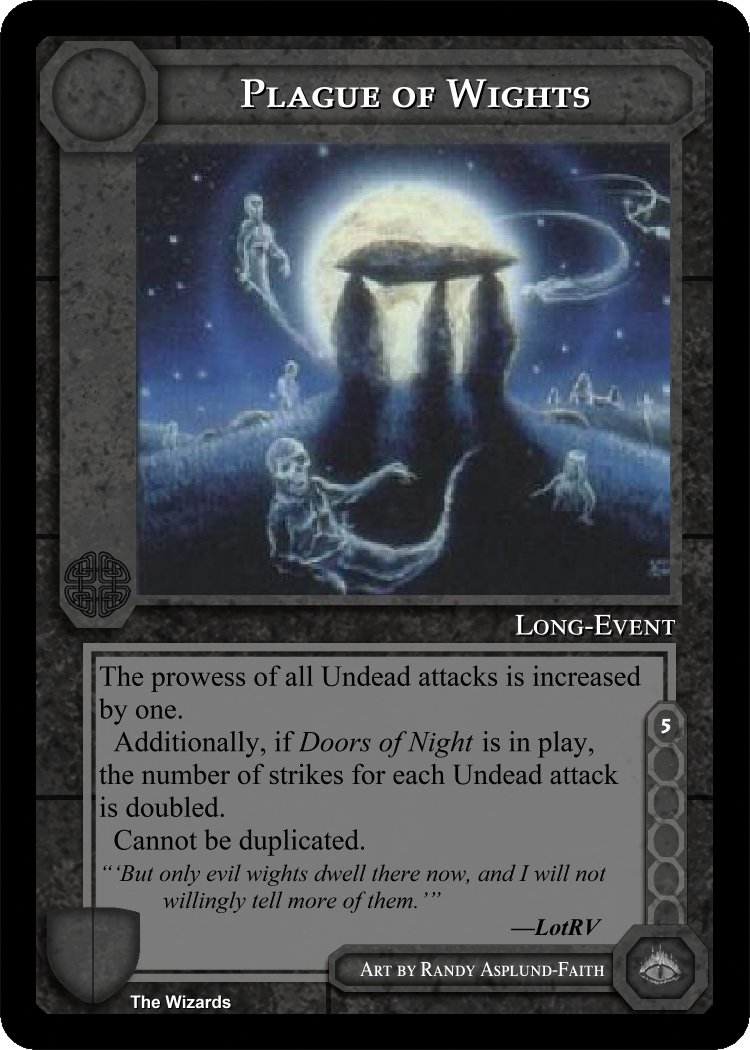 Plague of Wights
Long-Event
The prowess of all Undead attacks is increased
by one.
Additionally, if Doors of Night is in play,
the number of strikes for each Undead attack
is doubled.
Cannot be duplicated.
“‘But only evil wights dwell there now, and I will not
willingly tell more of them.’”
—LotRV
5
Art by Randy Asplund-Faith
The Wizards